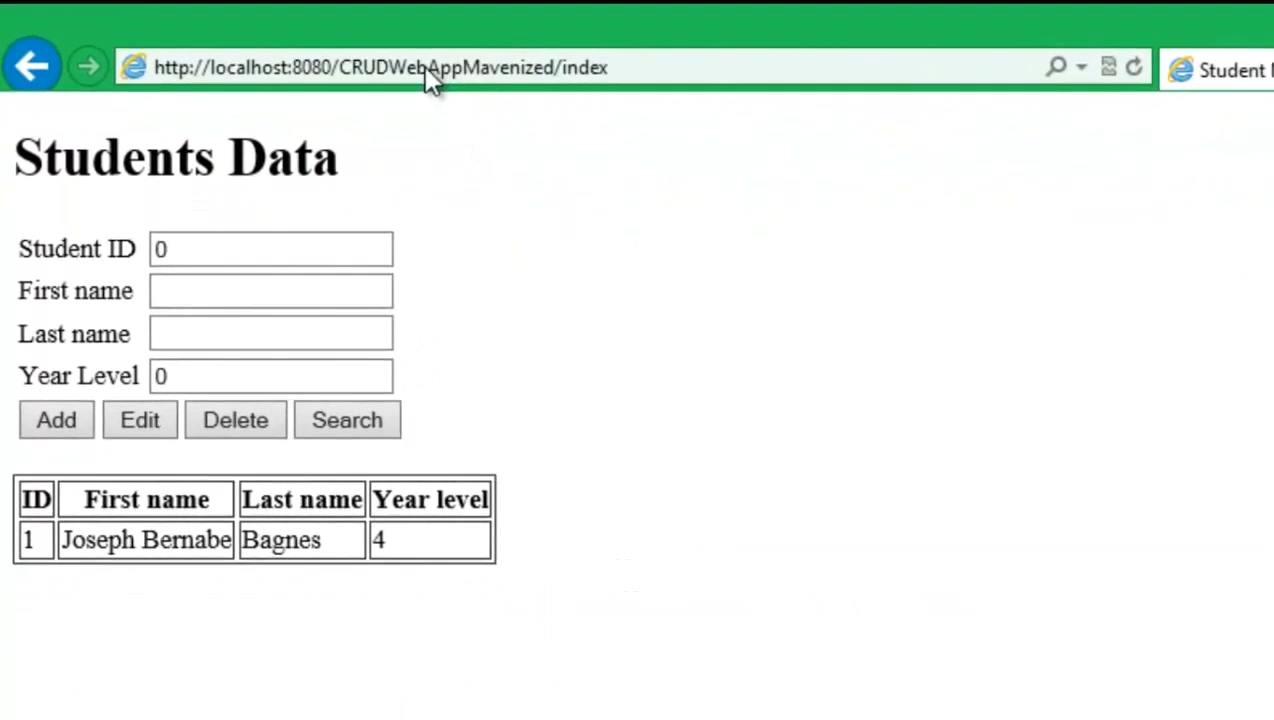 http://localhost:8080/CRUDWebAppMavenized/index
Student
Students Data
Student ID 0
First name
Last name
Year Level 0
Add Edit Delete Search
ID First name Last name Year level
1 Joseph Bernabe Bagnes 4